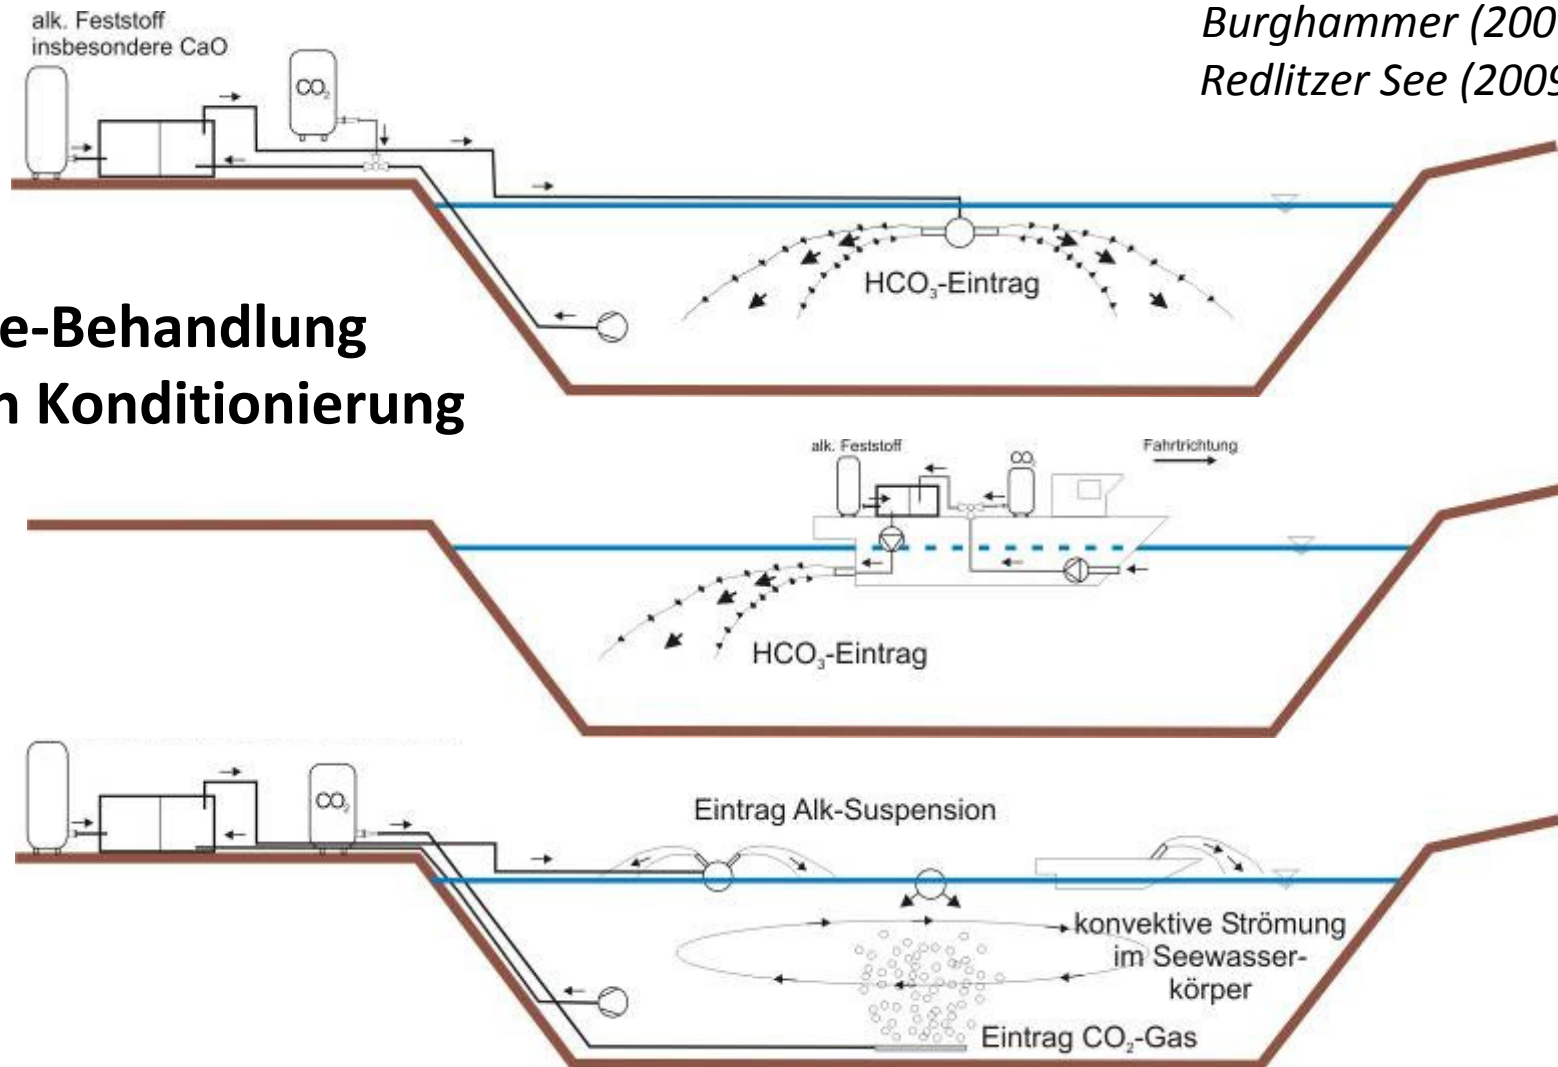 alk. Feststoff
insbesondere CaO
CO₂
Burghammer (200
Redlitzer See (2009
HCO₃-Eintrag
e-Behandlung
n Konditionierung
alk. Feststoff
CO₂
Fahrtrichtung
HCO₃-Eintrag
CO₂
Eintrag Alk-Suspension
konvektive Strömung
im Seewasser-
körper
Eintrag CO₂-Gas